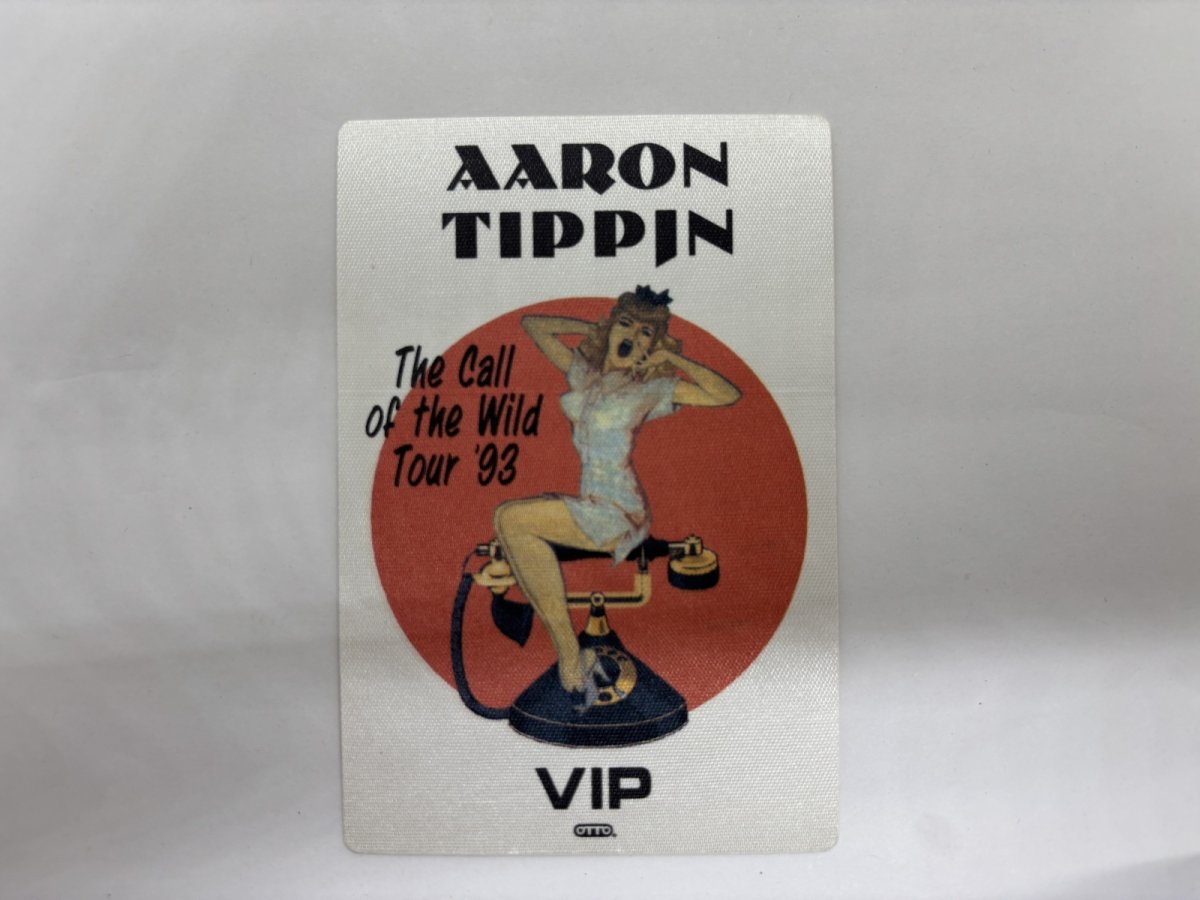 AARON
TIPPIN
The Call
of the Wild
Tour '93
VIP
OTTO